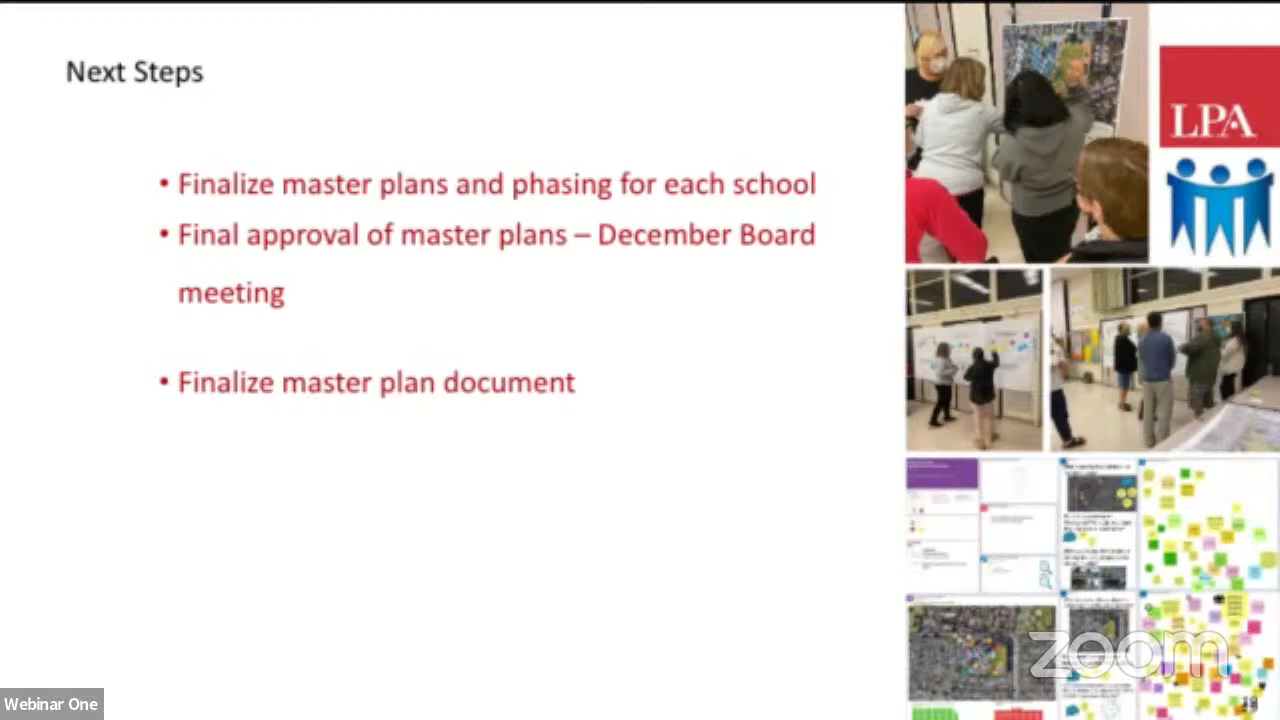 Next Steps
• Finalize master plans and phasing for each school
• Final approval of master plans – December Board
meeting
• Finalize master plan document
LPA
zoom
Webinar One